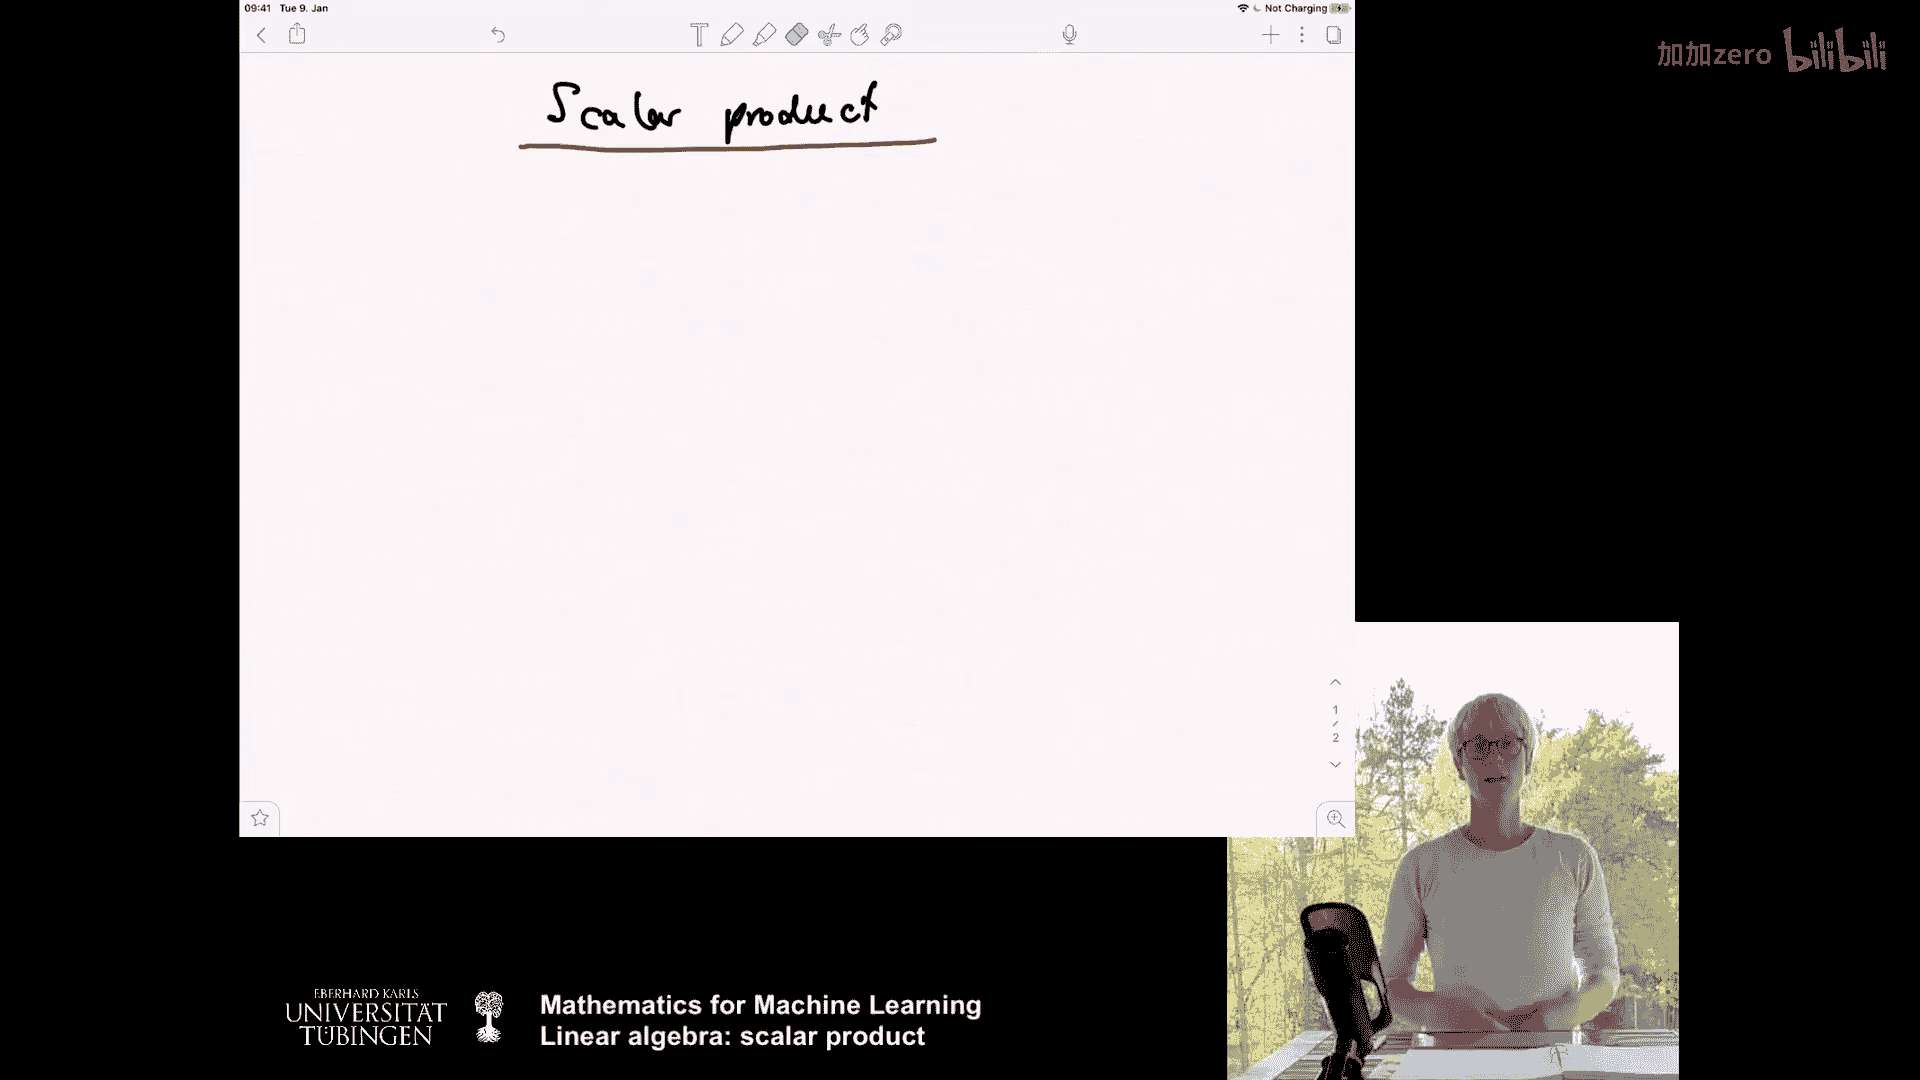 09:41 Tue 9. Jan
Not Charging
加加zero bilibili
Scalar product
1
/
2
EBERHARD KARLS
UNIVERSITÄT
TÜBINGEN
Mathematics for Machine Learning
Linear algebra: scalar product